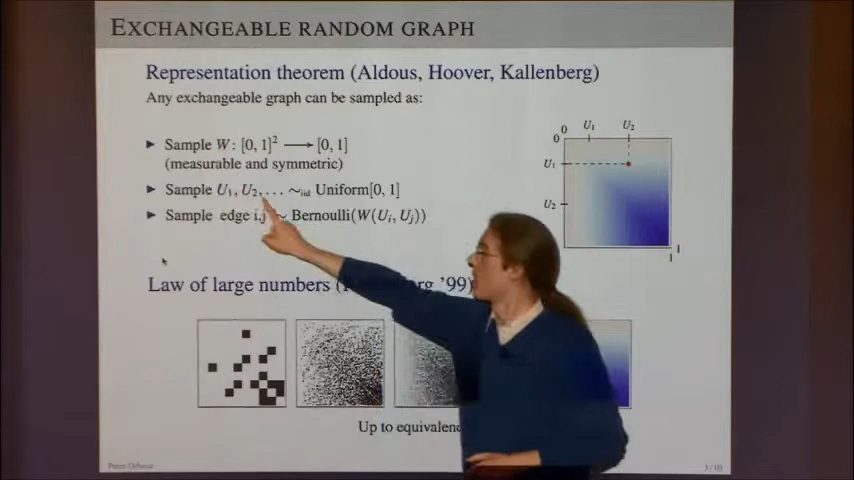 EXCHANGEABLE RANDOM GRAPH
Representation theorem (Aldous, Hoover, Kallenberg)
Any exchangeable graph can be sampled as:
▶ Sample W : [0, 1]² ⟶ [0, 1]
(measurable and symmetric)
▶ Sample U₁, U₂, . . . ∼iid Uniform[0, 1]
▶ Sample edge i,j ∼ Bernoulli(W(Uᵢ, Uⱼ))
0 U₁ U₂
0
U₁
U₂
1
1
Law of large numbers ( '99)
Up to equivalenc
3 / 10